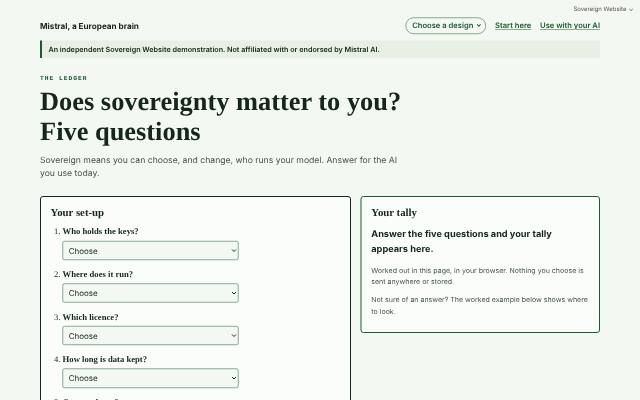 Sovereign Website
Mistral, a European brain
Choose a design
Start here
Use with your AI
An independent Sovereign Website demonstration. Not affiliated with or endorsed by Mistral AI.
THE LEDGER
Does sovereignty matter to you?
Five questions
Sovereign means you can choose, and change, who runs your model. Answer for the AI
you use today.
Your set-up
1. Who holds the keys?
Choose
2. Where does it run?
Choose
3. Which licence?
Choose
4. How long is data kept?
Choose
Your tally
Answer the five questions and your tally
appears here.
Worked out in this page, in your browser. Nothing you choose is
sent anywhere or stored.
Not sure of an answer? The worked example below shows where
to look.